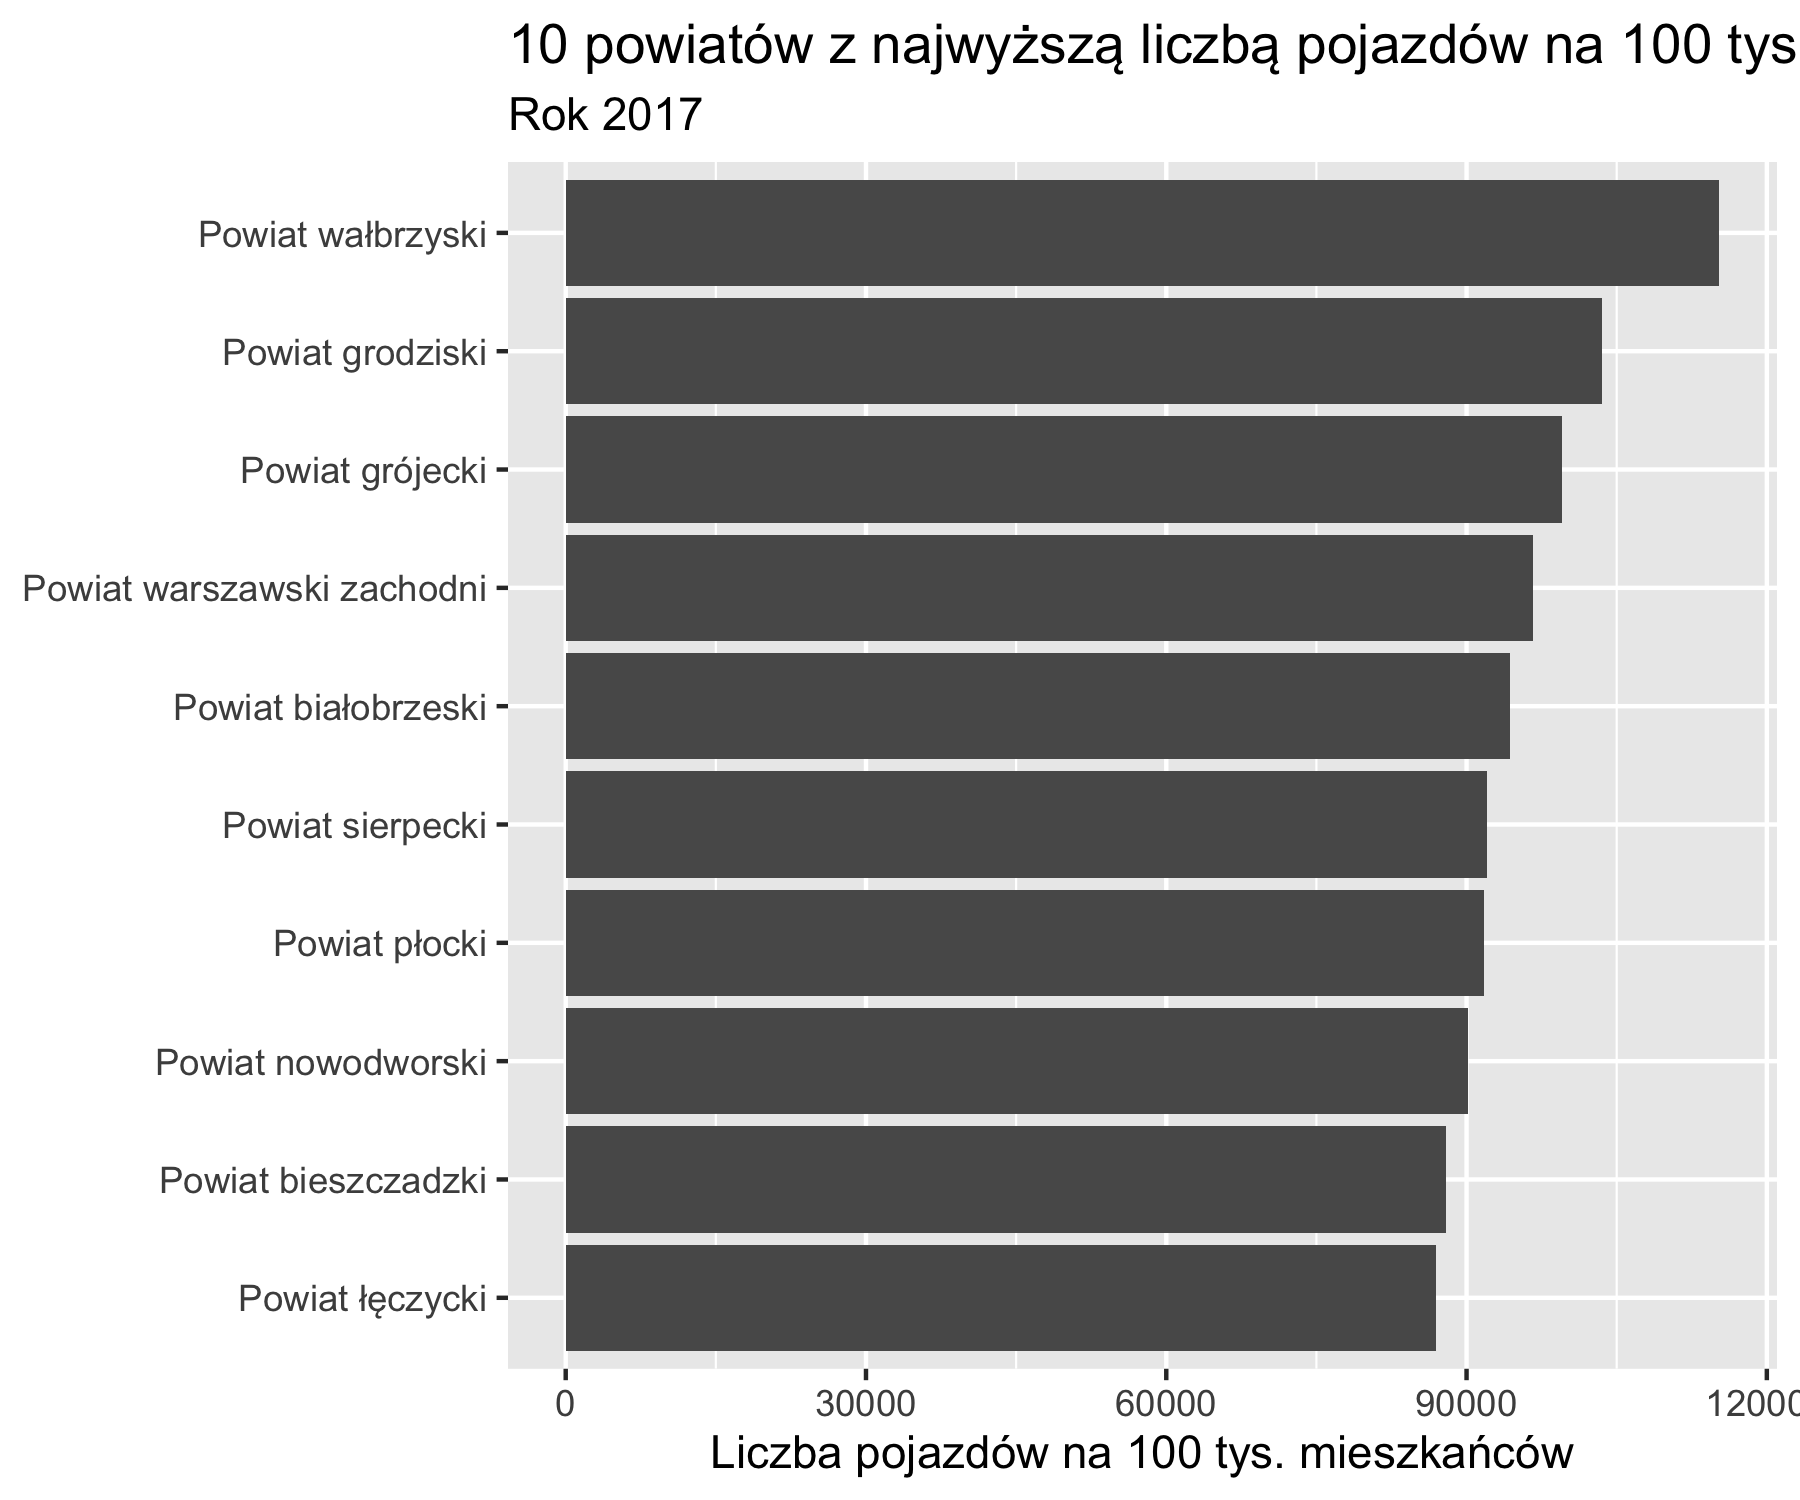 10 powiatów z najwyższą liczbą pojazdów na 100 tys
Rok 2017
Powiat wałbrzyski
Powiat grodziski
Powiat grójecki
Powiat warszawski zachodni
Powiat białobrzeski
Powiat sierpecki
Powiat płocki
Powiat nowodworski
Powiat bieszczadzki
Powiat łęczycki
0 30000 60000 90000 12000
Liczba pojazdów na 100 tys. mieszkańców